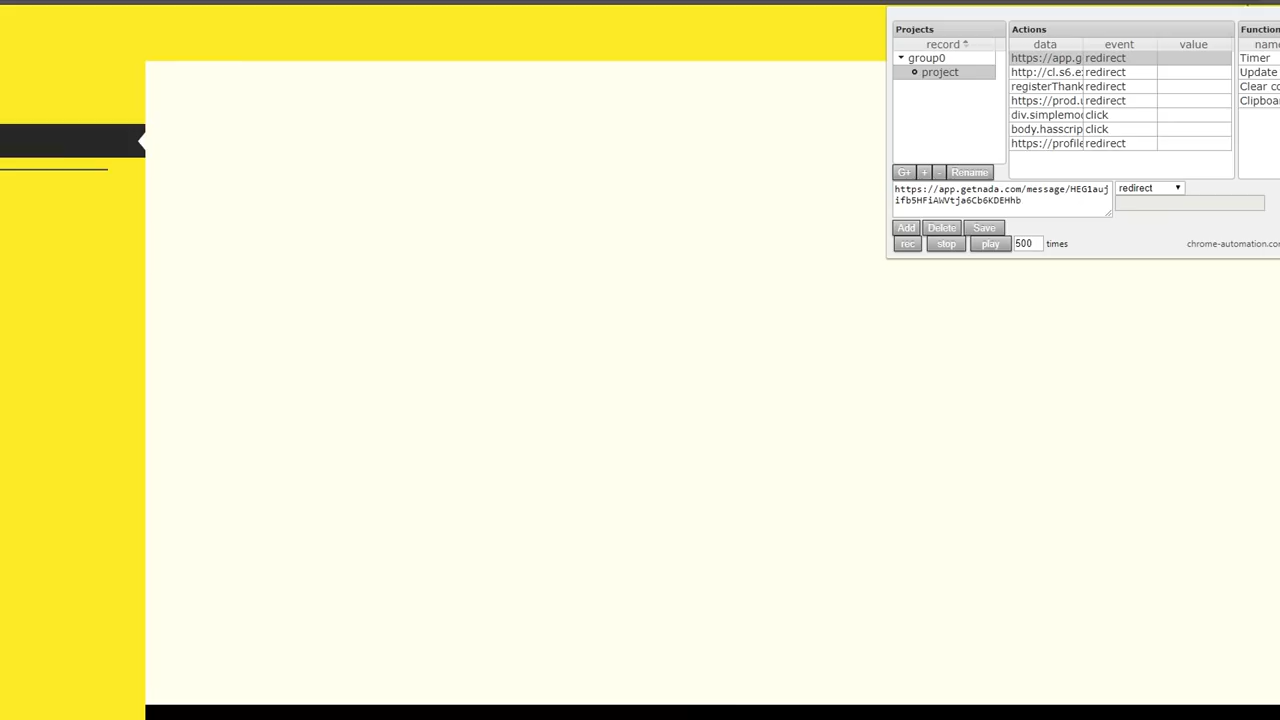 Projects
record
group0
project
G+ + - Rename
Actions
data event value
https://app.g redirect
http://cl.s6.e redirect
registerThank redirect
https://prod. redirect
div.simplemo click
body.hasscrip click
https://profile redirect
Function
name
Timer
Update
Clear co
Clipboa
https://app.getnada.com/message/HEG1auj
ifb5HFiAWVtja6Cb6KDEHhb
redirect
Add Delete Save
rec stop play 500 times
chrome-automation.com